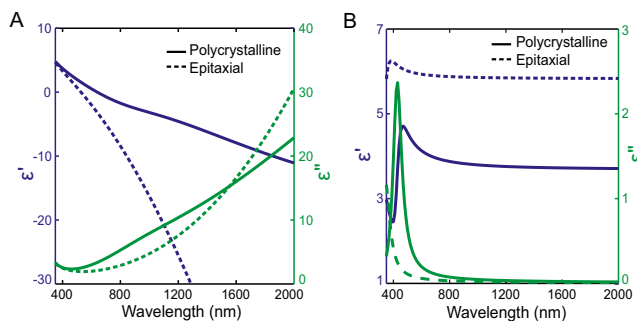 A
Polycrystalline
Epitaxial
10
0
-10
-20
-30
ε'
40
30
20
10
0
ε''
400
800
1200
1600
2000
Wavelength (nm)
B
Polycrystalline
Epitaxial
7
5
3
1
ε'
3
2
1
0
ε''
400
800
1200
1600
2000
Wavelength (nm)